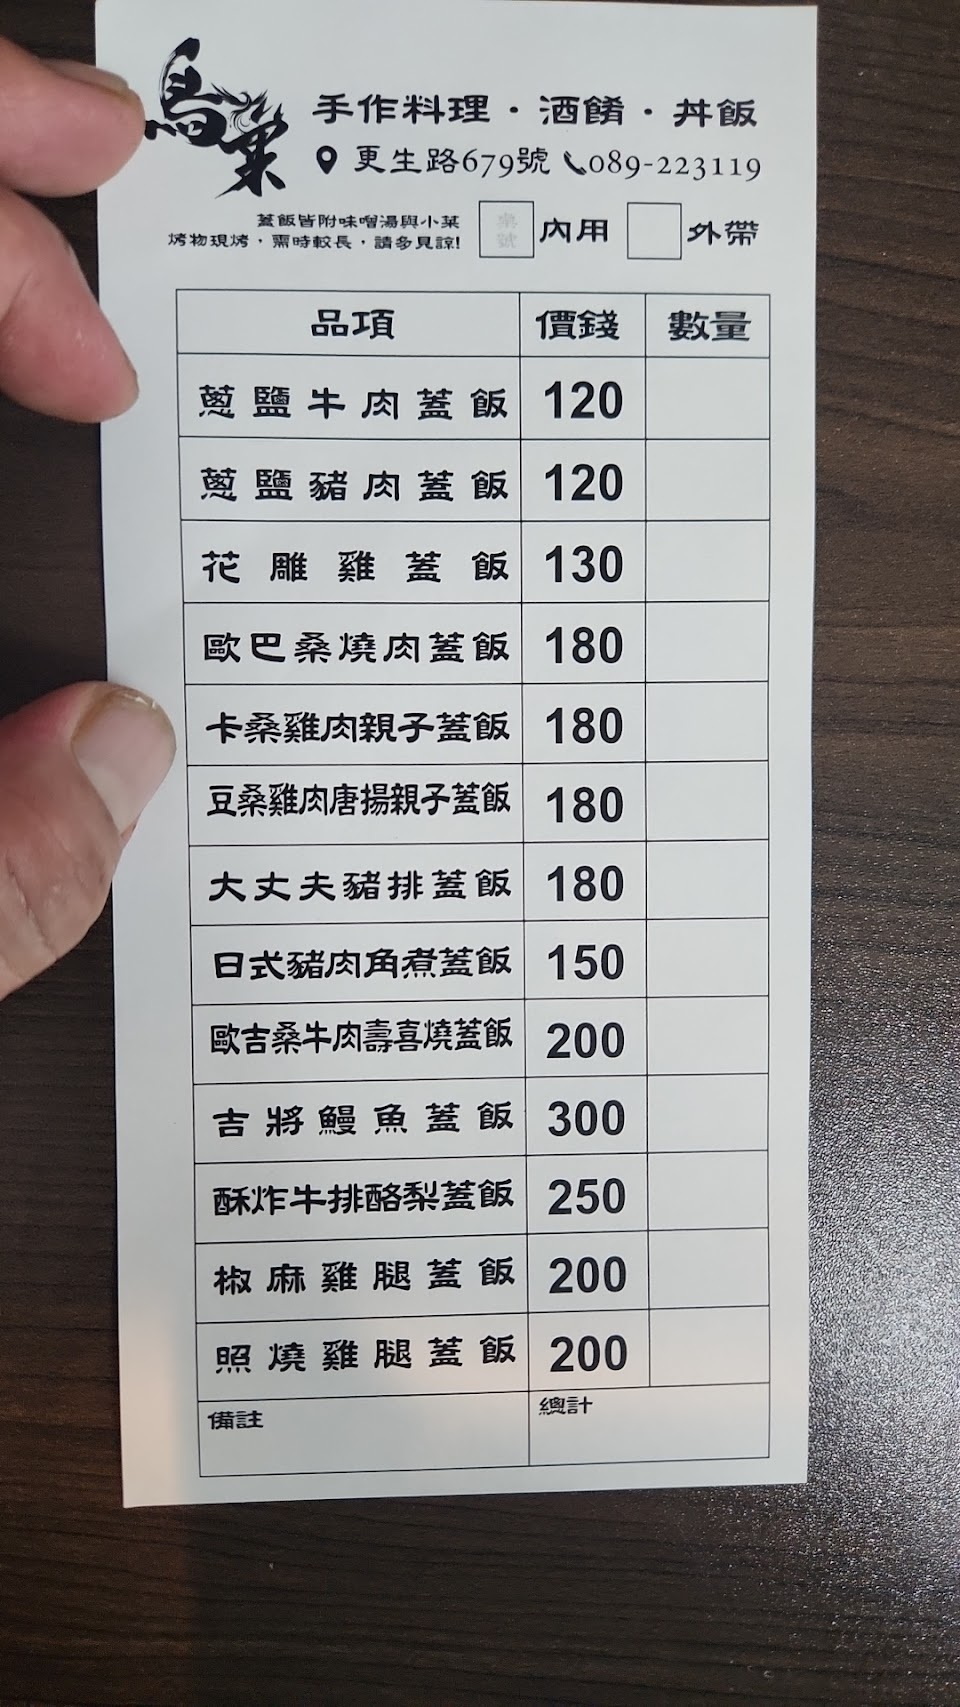 手作料理·酒餚·丼飯
更生路679號 089-223119
蓋飯皆附味噌湯與小菜
烤物現烤，需時較長，請多見諒!
桌號 內用 外帶
品項 價錢 數量
蔥鹽牛肉蓋飯 120
蔥鹽豬肉蓋飯 120
花雕雞蓋飯 130
歐巴桑燒肉蓋飯 180
卡桑雞肉親子蓋飯 180
豆桑雞肉唐揚親子蓋飯 180
大丈夫豬排蓋飯 180
日式豬肉角煮蓋飯 150
歐吉桑牛肉壽喜燒蓋飯 200
吉將鰻魚蓋飯 300
酥炸牛排酪梨蓋飯 250
椒麻雞腿蓋飯 200
照燒雞腿蓋飯 200
備註 總計